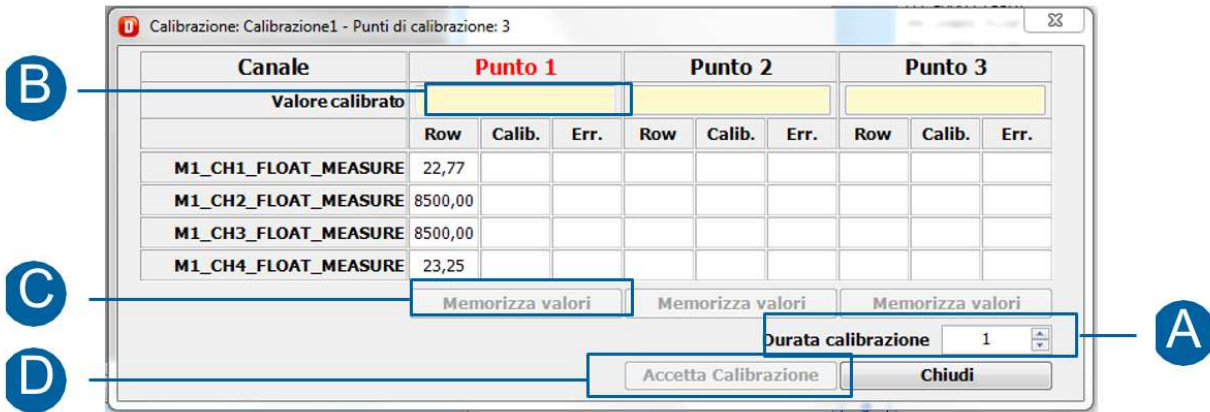 Calibrazione: Calibrazione1 - Punti di calibrazione: 3
Canale Punto 1 Punto 2 Punto 3
B
Valore calibrato
Row Calib. Err. Row Calib. Err. Row Calib. Err.
M1_CH1_FLOAT_MEASURE 22,77
M1_CH2_FLOAT_MEASURE 8500,00
M1_CH3_FLOAT_MEASURE 8500,00
M1_CH4_FLOAT_MEASURE 23,25
C
Memorizza valori Memorizza valori Memorizza valori
Durata calibrazione 1
A
D
Accetta Calibrazione Chiudi